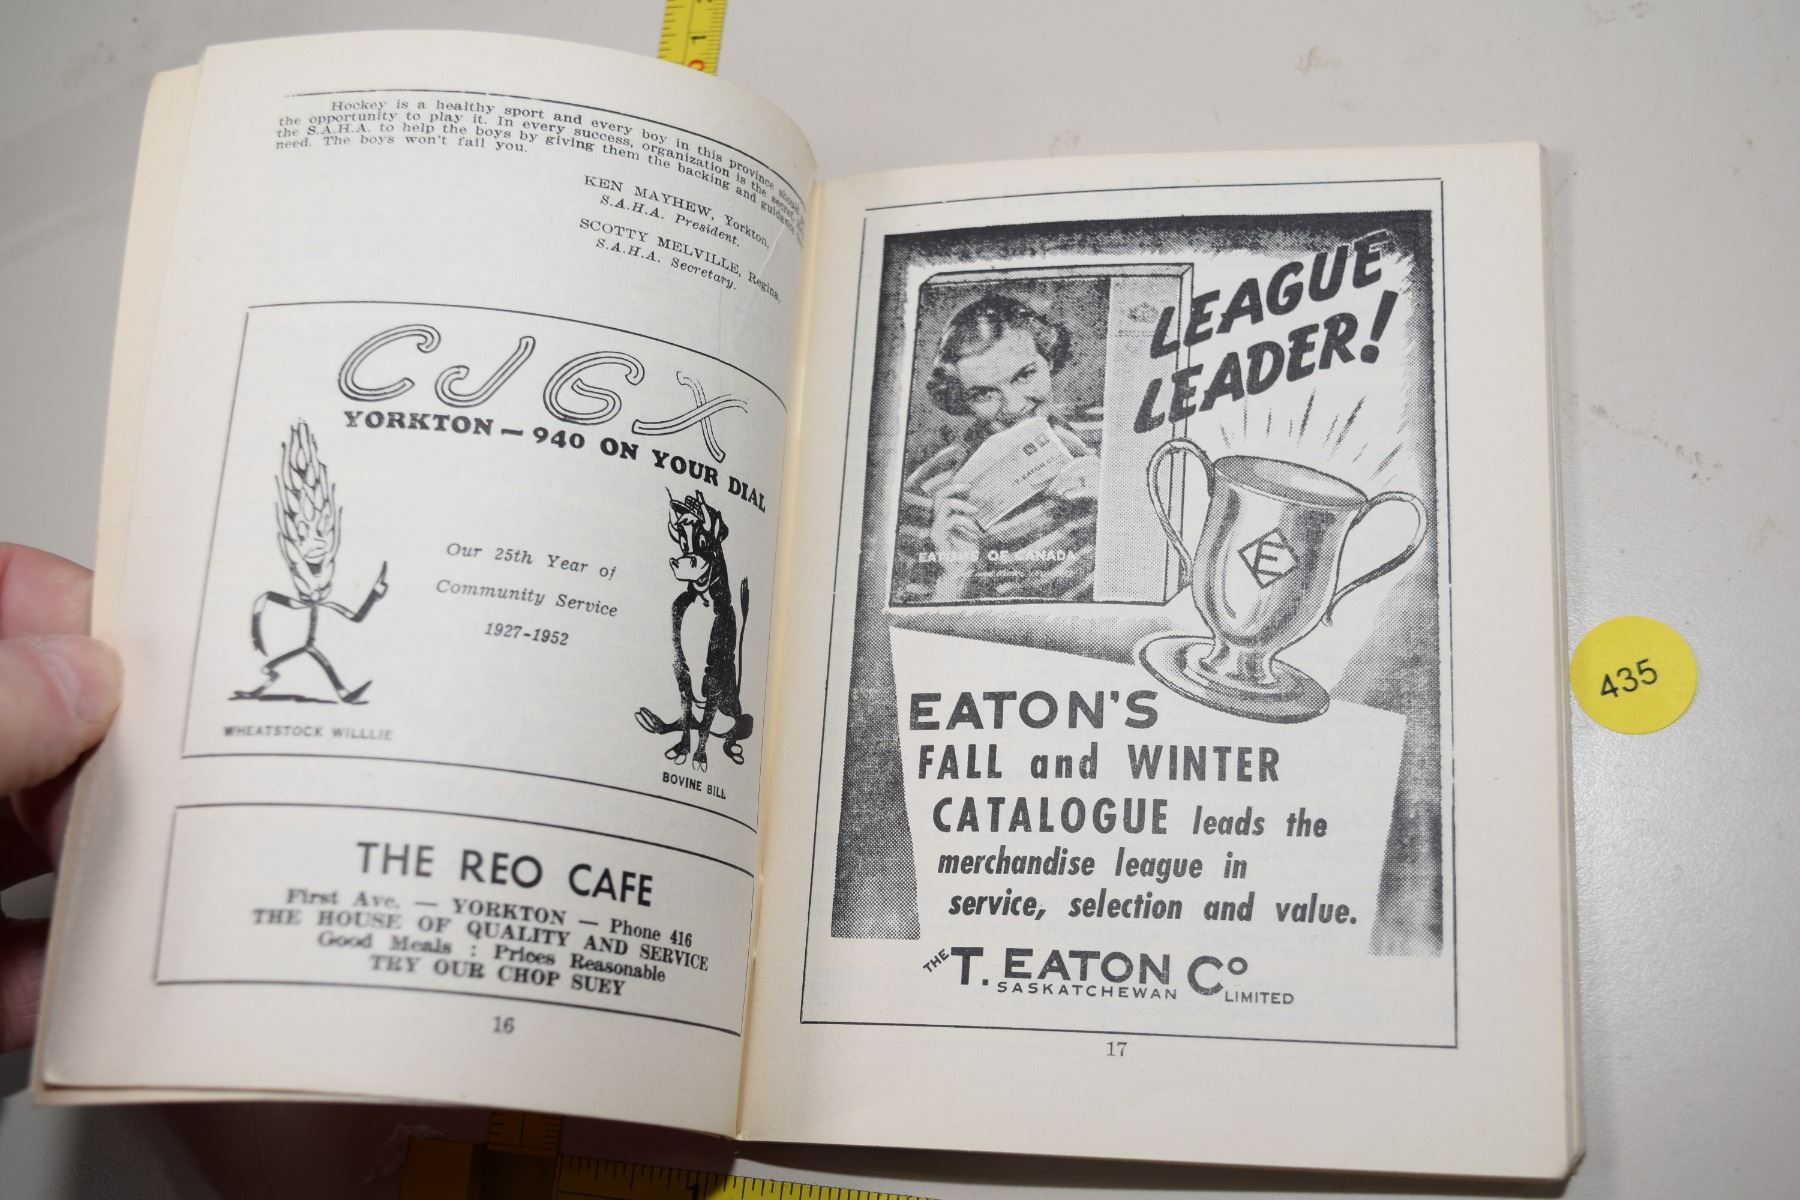 Hockey is a healthy sport and every boy in this province should
the opportunity to play it. In every success, organization is the secret.
the S.A.H.A. to help the boys by giving them the backing and guidance
need. The boys won't fail you.
KEN MAYHEW, Yorkton,
S.A.H.A. President.
SCOTTY MELVILLE, Regina,
S.A.H.A. Secretary.
CJGX
YORKTON — 940 ON YOUR DIAL
Our 25th Year of
Community Service
1927-1952
WHEATSTOCK WILLLIE
BOVINE BILL
THE REO CAFE
First Ave. — YORKTON — Phone 416
THE HOUSE OF QUALITY AND SERVICE
Good Meals : Prices Reasonable
TRY OUR CHOP SUEY
16
LEAGUE
LEADER!
EATON'S OF CANADA
E
EATON'S
FALL and WINTER
CATALOGUE leads the
merchandise league in
service, selection and value.
THE T. EATON Co
SASKATCHEWAN LIMITED
17
435
1